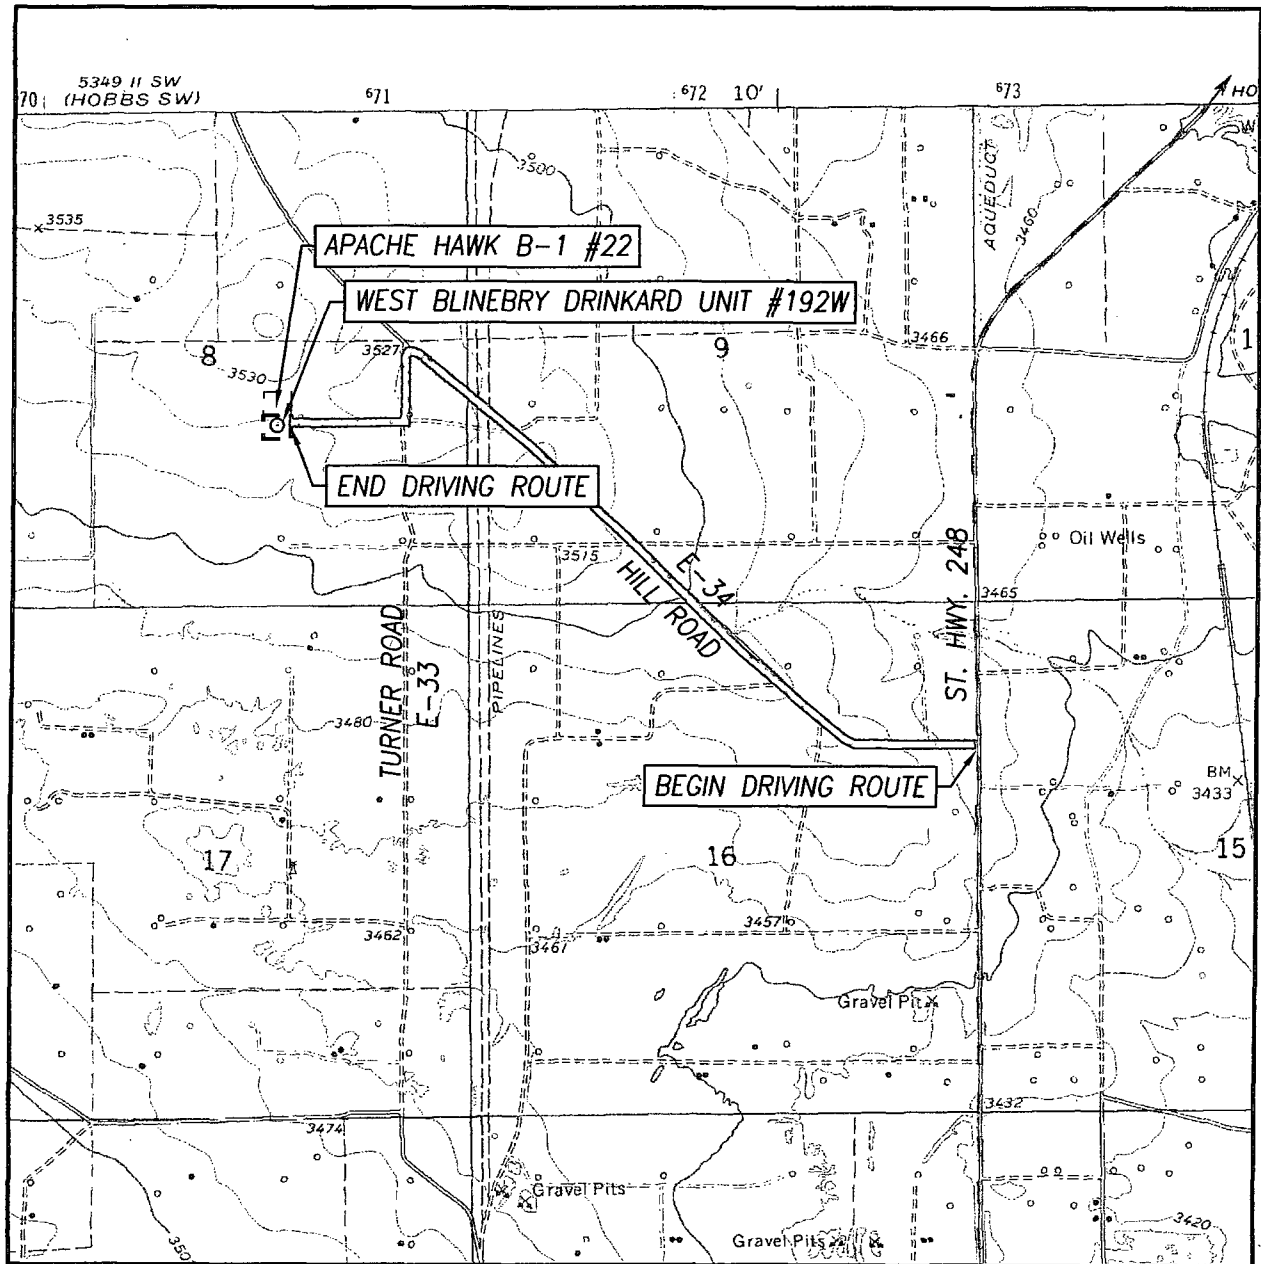 5349 II SW
70 (HOBBS SW)
671
672
10'
673
HO
W
3500
AQUEDUCT
3460
3535
APACHE HAWK B-1 #22
WEST BLINEBRY DRINKARD UNIT #192W
8
3527
9
3466
1
3530
END DRIVING ROUTE
3515
E-34
HILL ROAD
ST. HWY. 248
Oil Wells
3465
TURNER ROAD
E-33
PIPELINES
3480
BEGIN DRIVING ROUTE
BM
3433
17
16
15
3462
3461
3457
Gravel Pit
3474
3432
Gravel Pits
3420
350
Gravel Pits